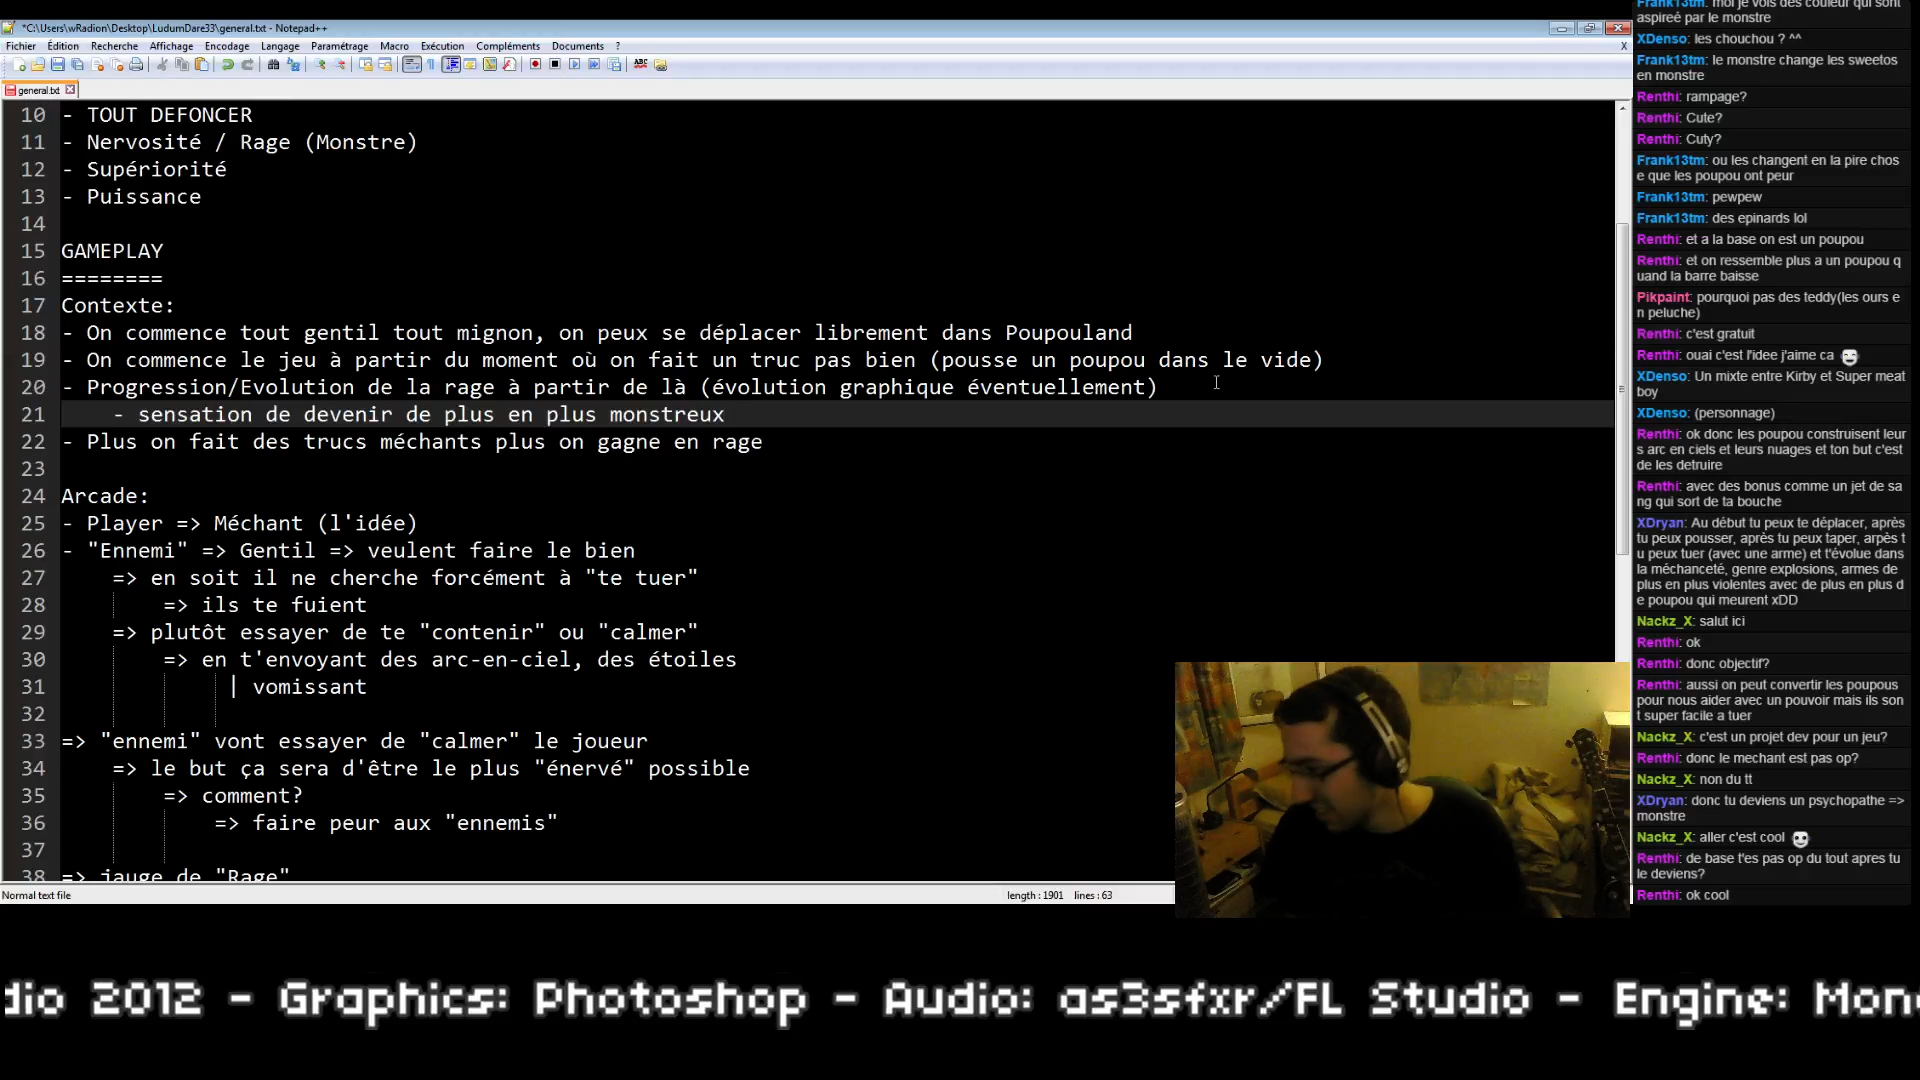 *C:\Users\wRadion\Desktop\LudumDare33\general.txt - Notepad++
Fichier Édition Recherche Affichage Encodage Langage Paramétrage Macro Exécution Compléments Documents ?
X
general.txt
10 - TOUT DEFONCER
11 - Nervosité / Rage (Monstre)
12 - Supériorité
13 - Puissance
14
15 GAMEPLAY
16 ========
17 Contexte:
18 - On commence tout gentil tout mignon, on peux se déplacer librement dans Poupouland
19 - On commence le jeu à partir du moment où on fait un truc pas bien (pousse un poupou dans le vide)
20 - Progression/Evolution de la rage à partir de là (évolution graphique éventuellement)
21 - sensation de devenir de plus en plus monstreux
22 - Plus on fait des trucs méchants plus on gagne en rage
23
24 Arcade:
25 - Player => Méchant (l'idée)
26 - "Ennemi" => Gentil => veulent faire le bien
27 => en soit il ne cherche forcément à "te tuer"
28 => ils te fuient
29 => plutôt essayer de te "contenir" ou "calmer"
30 => en t'envoyant des arc-en-ciel, des étoiles
31 | vomissant
32
33 => "ennemi" vont essayer de "calmer" le joueur
34 => le but ça sera d'être le plus "énervé" possible
35 => comment?
36 => faire peur aux "ennemis"
37
38 => jauge de "Rage"
Normal text file
length : 1901 lines : 63
Frank13tm: moi je vois des couleur qui sont
aspireé par le monstre
XDenso: les chouchou ? ^^
Frank13tm: le monstre change les sweetos
en monstre
Renthi: rampage?
Renthi: Cute?
Renthi: Cuty?
Frank13tm: ou les changent en la pire chos
e que les poupou ont peur
Frank13tm: pewpew
Frank13tm: des epinards lol
Renthi: et a la base on est un poupou
Renthi: et on ressemble plus a un poupou q
uand la barre baisse
Pikpaint: pourquoi pas des teddy(les ours e
n peluche)
Renthi: c'est gratuit
Renthi: ouai c'est l'idee j'aime ca
XDenso: Un mixte entre Kirby et Super meat
boy
XDenso: (personnage)
Renthi: ok donc les poupou construisent leur
s arc en ciels et leurs nuages et ton but c'est
de les detruire
Renthi: avec des bonus comme un jet de sa
ng qui sort de ta bouche
XDryan: Au début tu peux te déplacer, après
tu peux pousser, après tu peux taper, arpès t
u peux tuer (avec une arme) et t'évolue dans
la méchanceté, genre explosions, armes de
plus en plus violentes avec de plus en plus d
e poupou qui meurent xDD
Nackz_X: salut ici
Renthi: ok
Renthi: donc objectif?
Renthi: aussi on peut convertir les poupous
pour nous aider avec un pouvoir mais ils son
t super facile a tuer
Nackz_X: c'est un projet dev pour un jeu?
Renthi: donc le mechant est pas op?
Nackz_X: non du tt
XDryan: donc tu deviens un psychopathe =>
monstre
Nackz_X: aller c'est cool
Renthi: de base t'es pas op du tout apres tu
le deviens?
Renthi: ok cool
dio 2012 - Graphics: Photoshop - Audio: as3sfxr/FL Studio - Engine: Mon